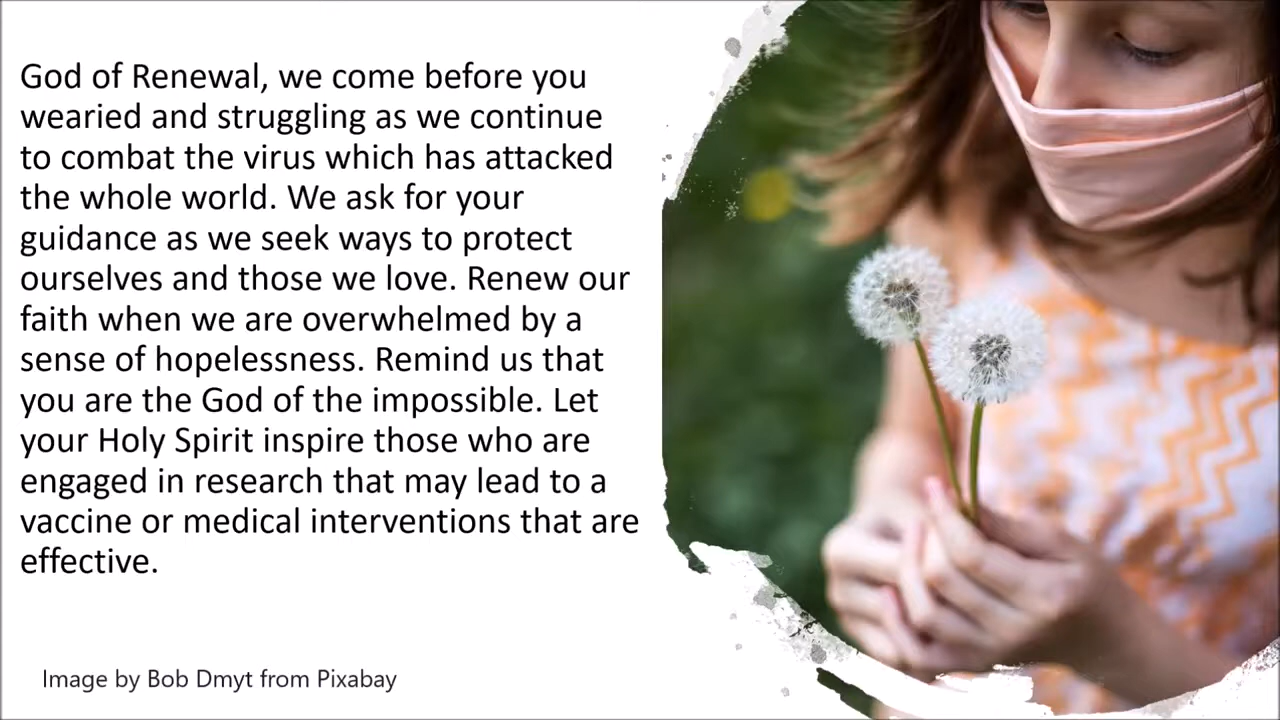 God of Renewal, we come before you
wearied and struggling as we continue
to combat the virus which has attacked
the whole world. We ask for your
guidance as we seek ways to protect
ourselves and those we love. Renew our
faith when we are overwhelmed by a
sense of hopelessness. Remind us that
you are the God of the impossible. Let
your Holy Spirit inspire those who are
engaged in research that may lead to a
vaccine or medical interventions that are
effective.
Image by Bob Dmyt from Pixabay